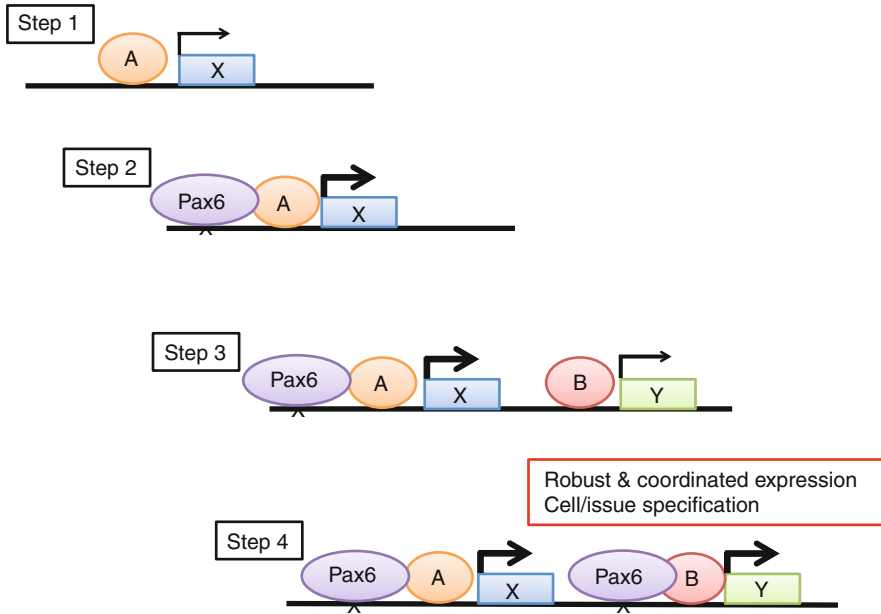 Step 1
A
X
Step 2
Pax6
A
X
X
Step 3
Pax6
A
X
B
Y
X
Robust & coordinated expression
Cell/issue specification
Step 4
Pax6
A
X
Pax6
B
Y
X
X